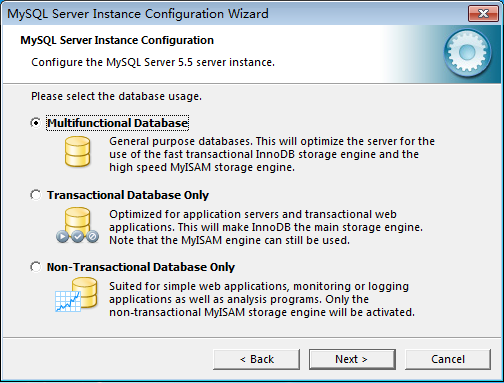 MySQL Server Instance Configuration Wizard
MySQL Server Instance Configuration
Configure the MySQL Server 5.5 server instance.
Please select the database usage.
Multifunctional Database
General purpose databases. This will optimize the server for the
use of the fast transactional InnoDB storage engine and the
high speed MyISAM storage engine.
Transactional Database Only
Optimized for application servers and transactional web
applications. This will make InnoDB the main storage engine.
Note that the MyISAM engine can still be used.
Non-Transactional Database Only
Suited for simple web applications, monitoring or logging
applications as well as analysis programs. Only the
non-transactional MyISAM storage engine will be activated.
< Back Next > Cancel